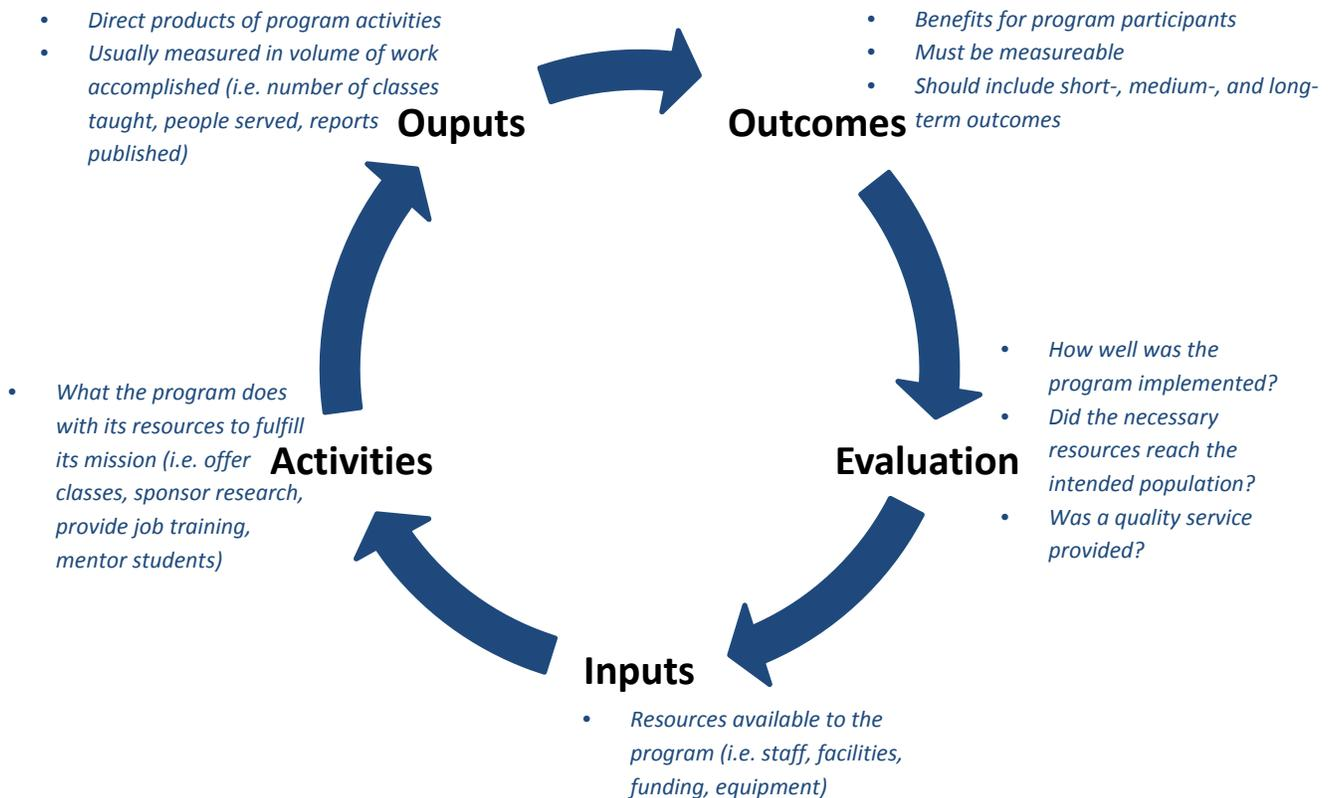 • Direct products of program activities
• Usually measured in volume of work
accomplished (i.e. number of classes
taught, people served, reports
published)
Ouputs
• Benefits for program participants
• Must be measureable
• Should include short-, medium-, and long-
term outcomes
Outcomes
• How well was the
program implemented?
• Did the necessary
resources reach the
intended population?
• Was a quality service
provided?
Evaluation
Inputs
• Resources available to the
program (i.e. staff, facilities,
funding, equipment)
• What the program does
with its resources to fulfill
its mission (i.e. offer
classes, sponsor research,
provide job training,
mentor students)
Activities